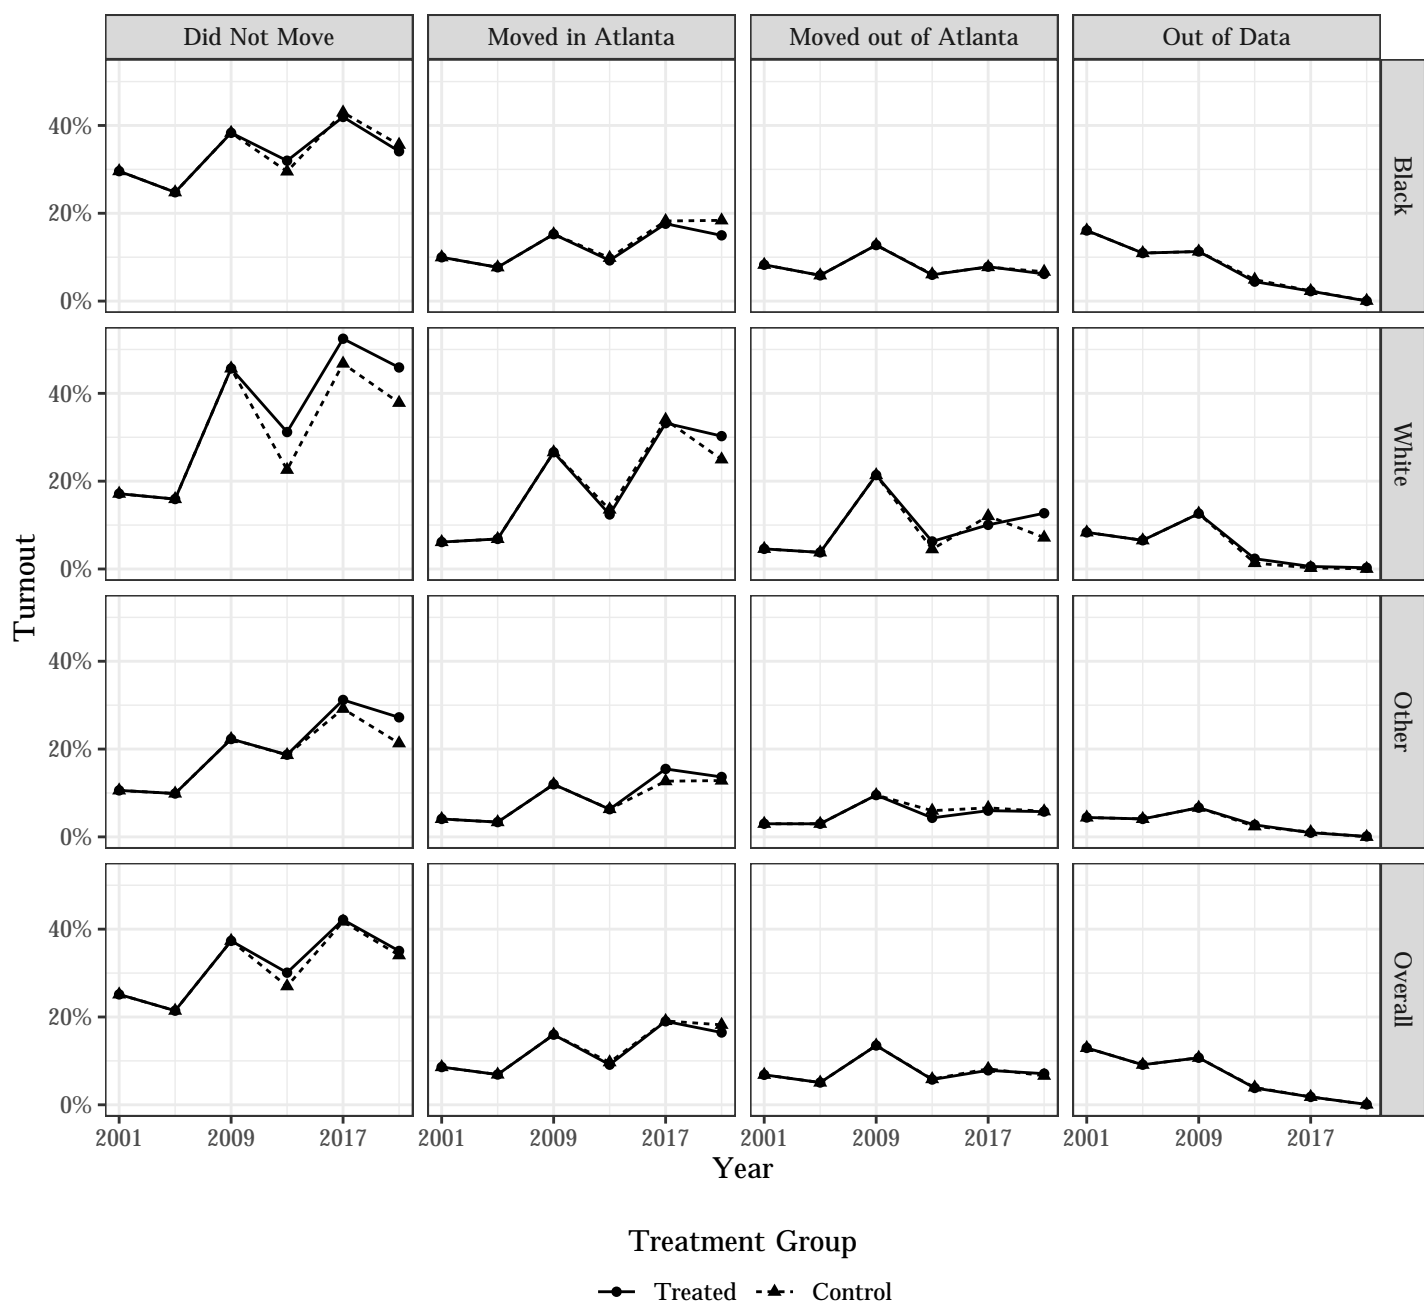 Did Not Move Moved in Atlanta Moved out of Atlanta Out of Data
40%
20%
0%
Black
40%
20%
0%
White
40%
20%
0%
Other
40%
20%
0%
Overall
Turnout
2001 2009 2017 2001 2009 2017 2001 2009 2017 2001 2009 2017
Year
Treatment Group
Treated Control